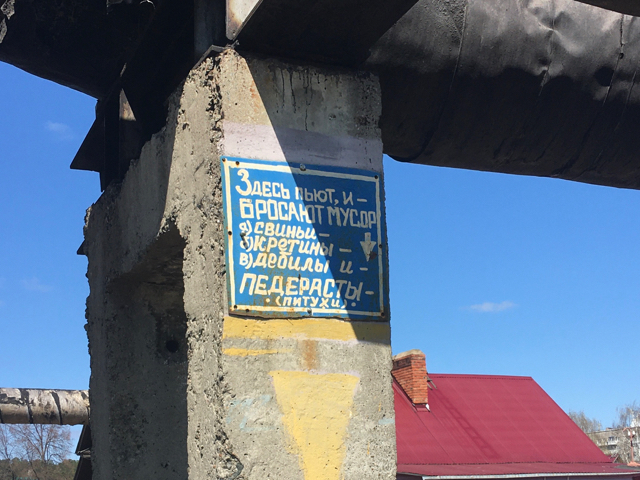 Здесь пьют, и -
БРОСАЮТ МУСОР
а) свиньи -
б) кретины -
в) дебилы и -
ПЕДЕРАСТЫ -
(ПИТУХИ).